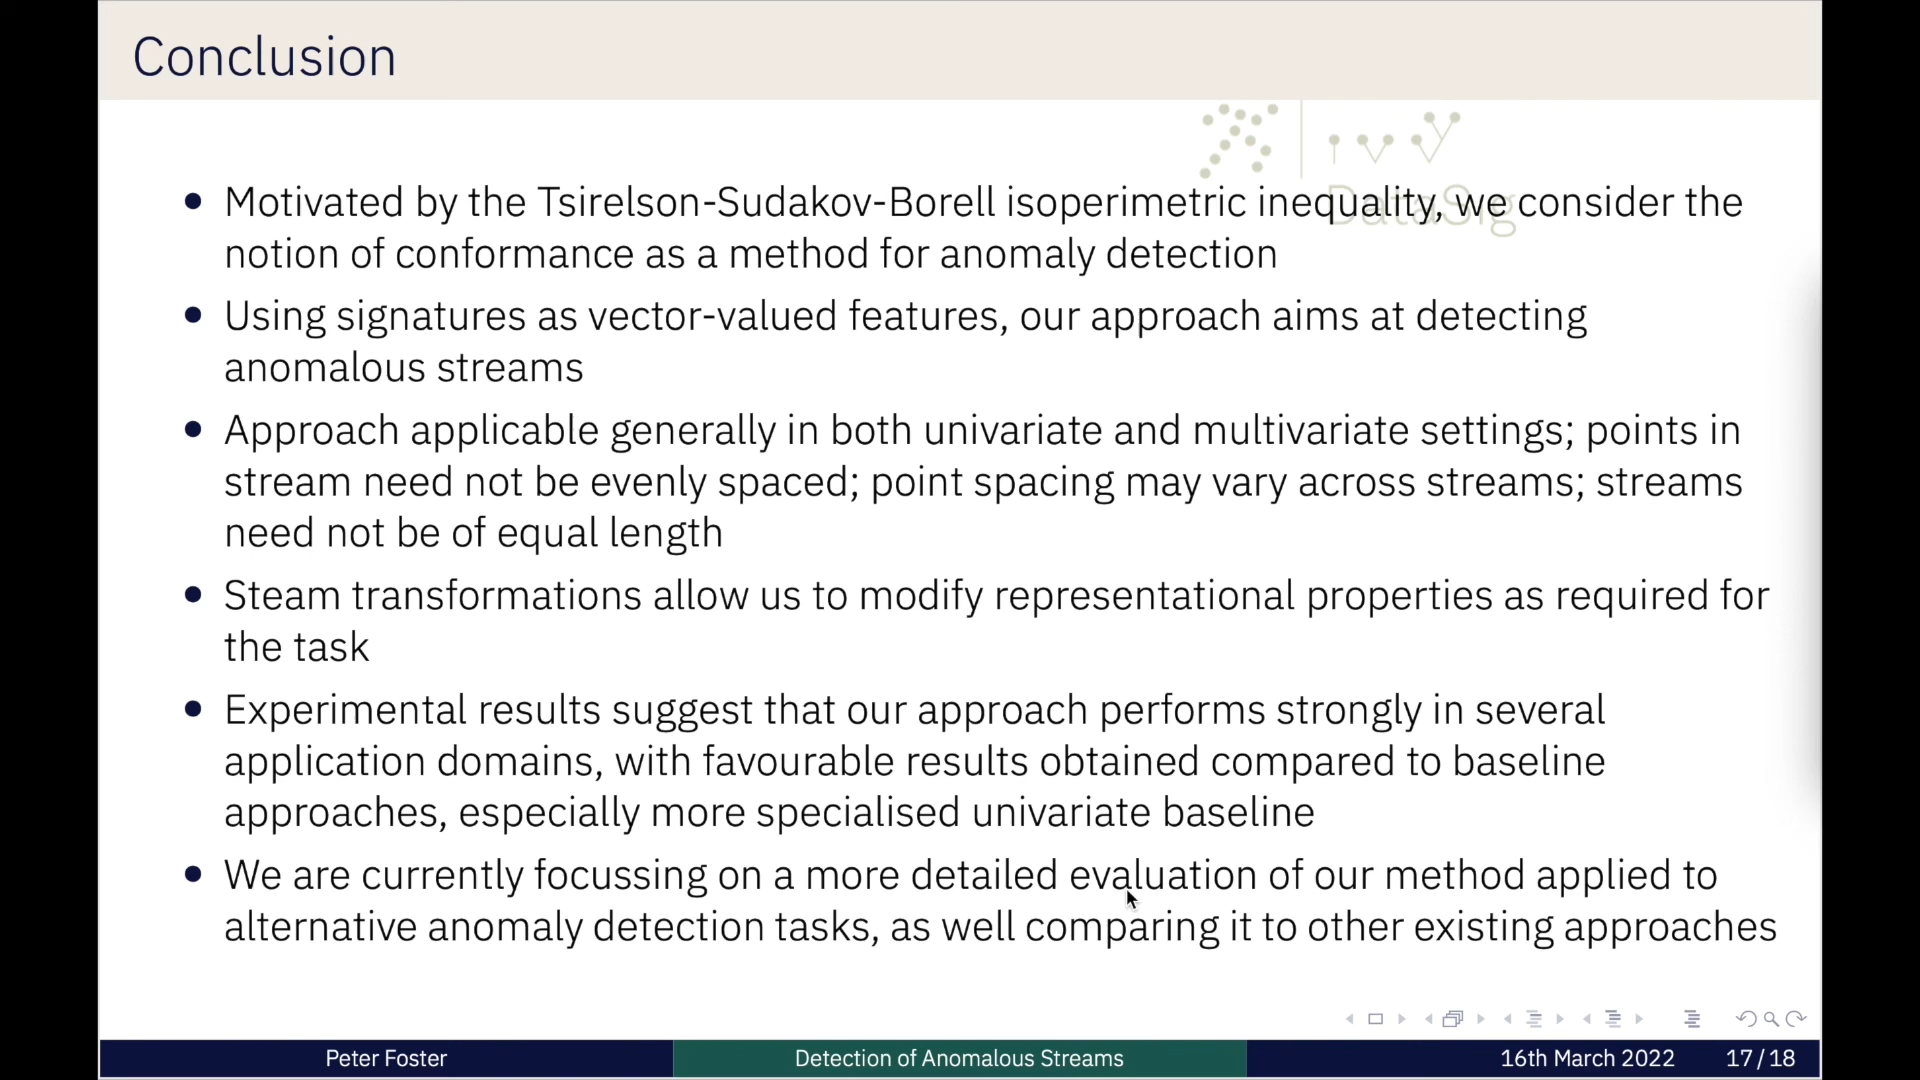 Conclusion
DataSig
• Motivated by the Tsirelson-Sudakov-Borell isoperimetric inequality, we consider the
notion of conformance as a method for anomaly detection
• Using signatures as vector-valued features, our approach aims at detecting
anomalous streams
• Approach applicable generally in both univariate and multivariate settings; points in
stream need not be evenly spaced; point spacing may vary across streams; streams
need not be of equal length
• Steam transformations allow us to modify representational properties as required for
the task
• Experimental results suggest that our approach performs strongly in several
application domains, with favourable results obtained compared to baseline
approaches, especially more specialised univariate baseline
• We are currently focussing on a more detailed evaluation of our method applied to
alternative anomaly detection tasks, as well comparing it to other existing approaches
Peter Foster
Detection of Anomalous Streams
16th March 2022
17/18